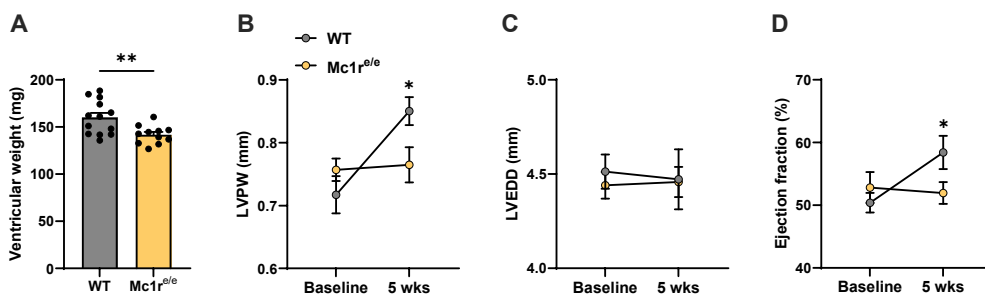 A
**
Ventricular weight (mg)
200
150
100
50
0
WT
Mc1r^e/e
B
WT
Mc1r^e/e
LVPW (mm)
0.9
0.8
0.7
0.6
*
Baseline
5 wks
C
LVEDD (mm)
5.0
4.5
4.0
Baseline
5 wks
D
Ejection fraction (%)
70
60
50
40
*
Baseline
5 wks